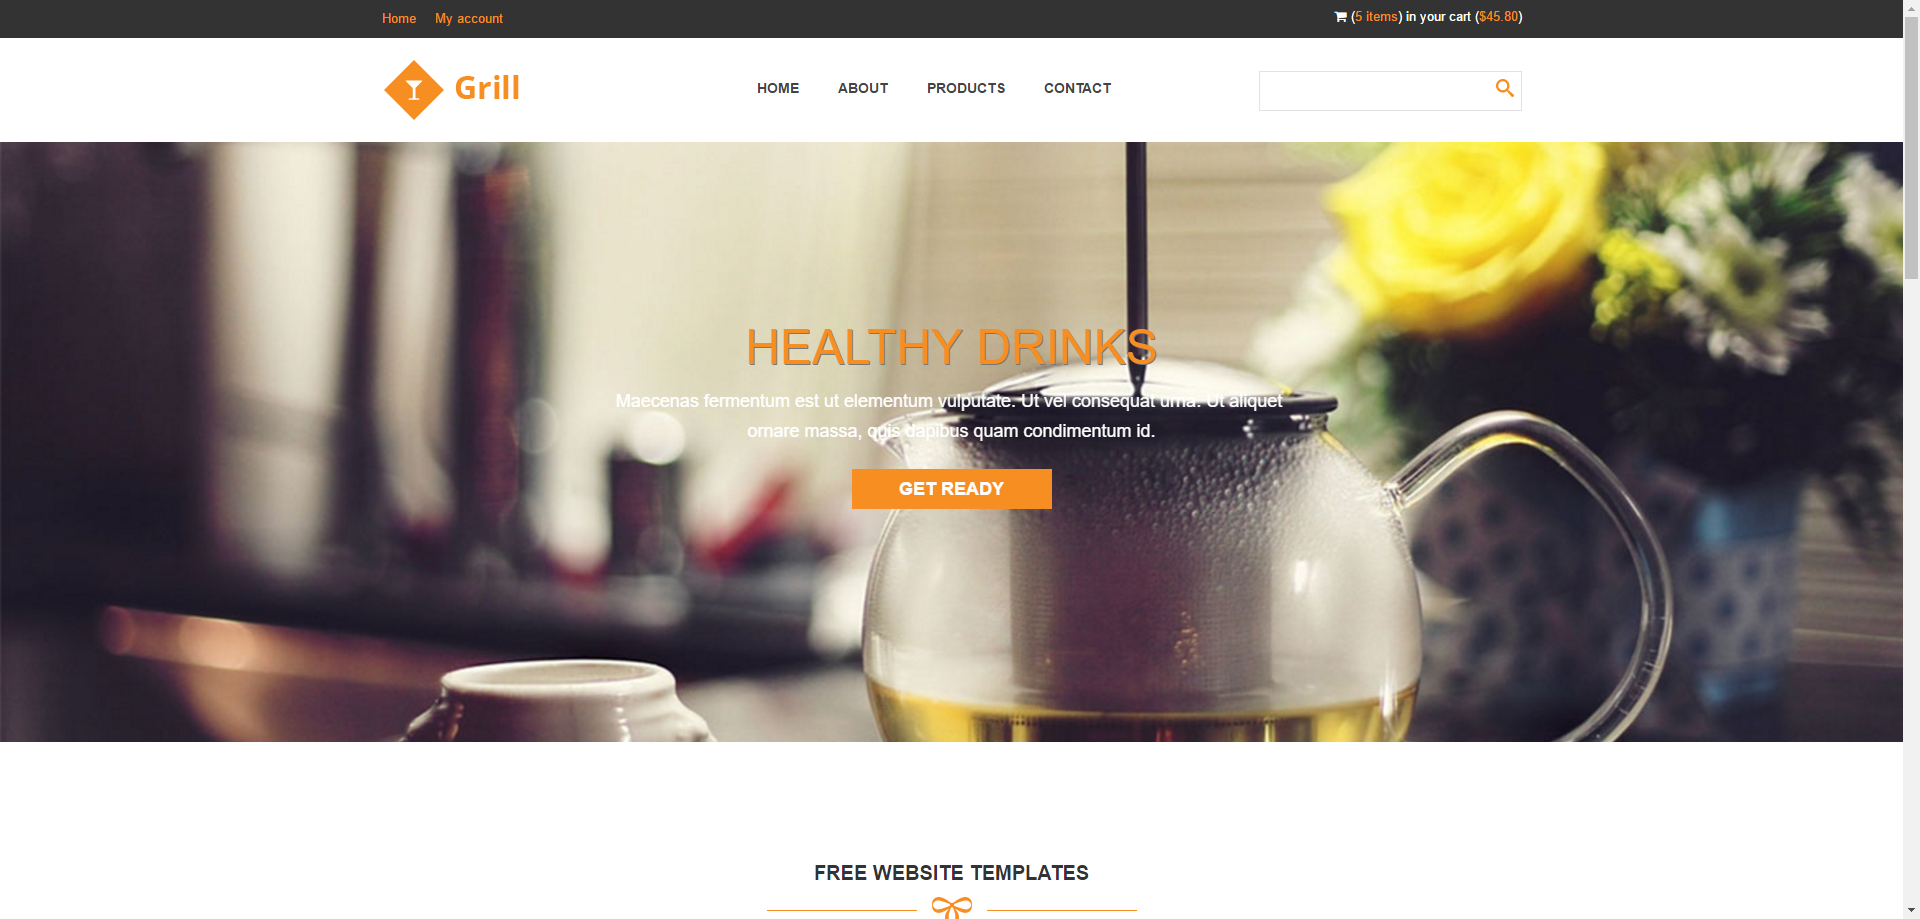 Home My account
(5 items) in your cart ($45.80)
Grill
HOME ABOUT PRODUCTS CONTACT
HEALTHY DRINKS
Maecenas fermentum est ut elementum vulputate. Ut vel consequat urna. Ut aliquet
ornare massa, quis dapibus quam condimentum id.
GET READY
FREE WEBSITE TEMPLATES